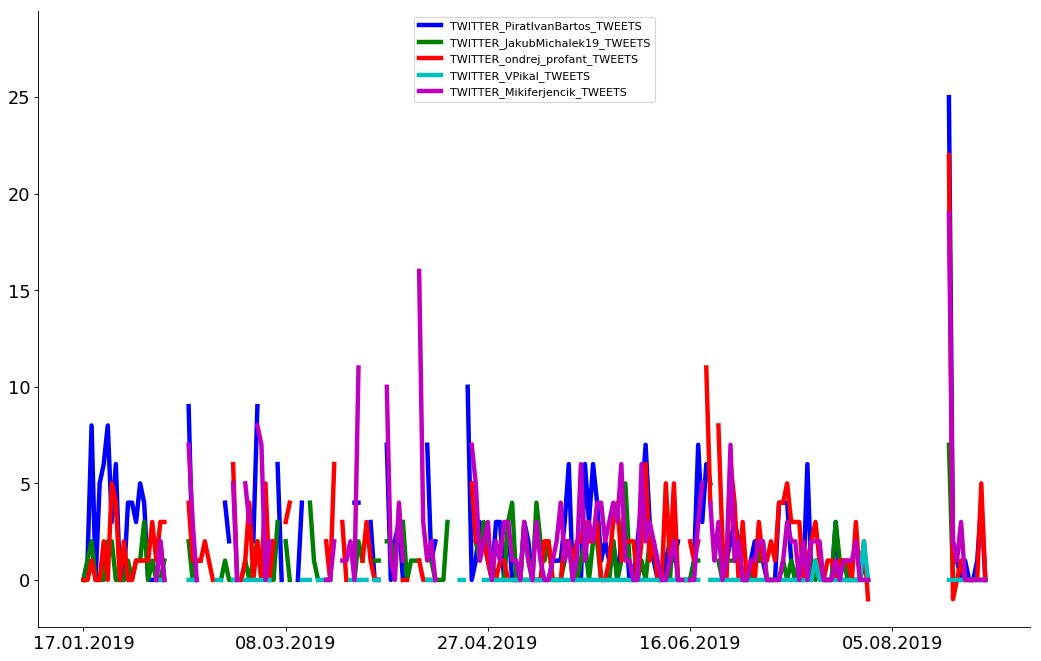 TWITTER_PiratIvanBartos_TWEETS
TWITTER_JakubMichalek19_TWEETS
TWITTER_ondrej_profant_TWEETS
TWITTER_VPikal_TWEETS
TWITTER_Mikiferjencik_TWEETS
25
20
15
10
5
0
17.01.2019 08.03.2019 27.04.2019 16.06.2019 05.08.2019